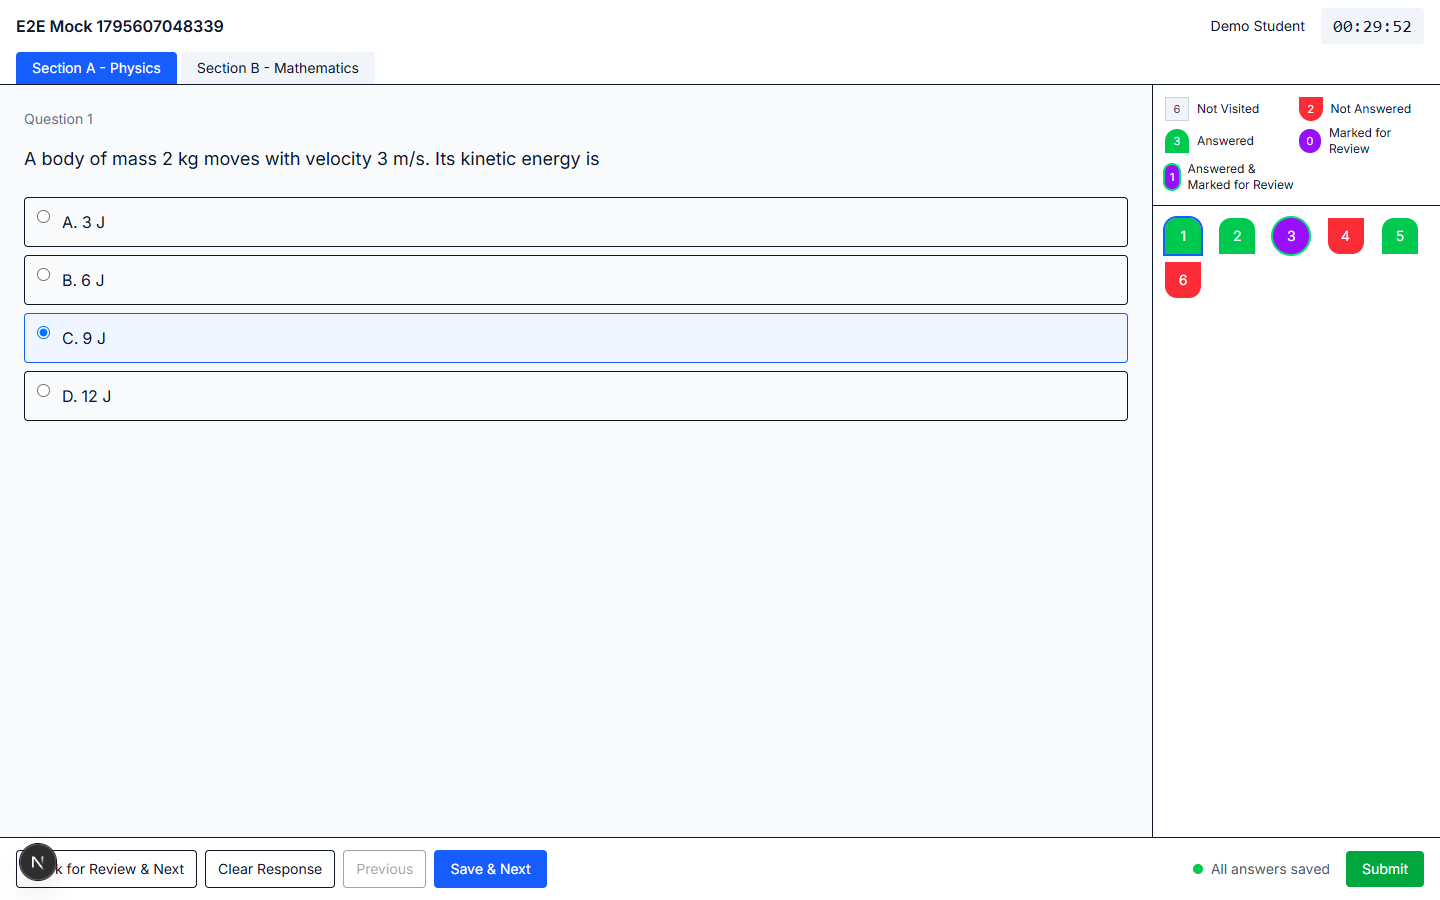 E2E Mock 1795607048339
Demo Student
00:29:52
Section A - Physics
Section B - Mathematics
Question 1
A body of mass 2 kg moves with velocity 3 m/s. Its kinetic energy is
A. 3 J
B. 6 J
C. 9 J
D. 12 J
6 Not Visited
2 Not Answered
3 Answered
0 Marked for
Review
1 Answered &
Marked for Review
1 2 3 4 5
6
N
for Review & Next
Clear Response
Previous
Save & Next
All answers saved
Submit